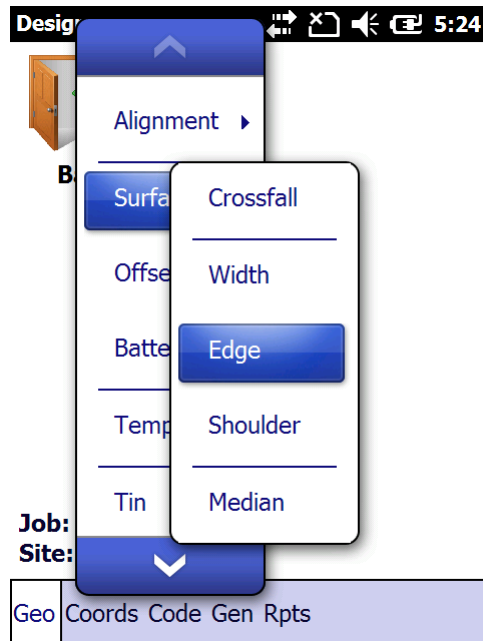 Desig 5:24
B
Alignment
Surfa
Offse
Batte
Temp
Tin
Crossfall
Width
Edge
Shoulder
Median
Job:
Site:
Geo Coords Code Gen Rpts